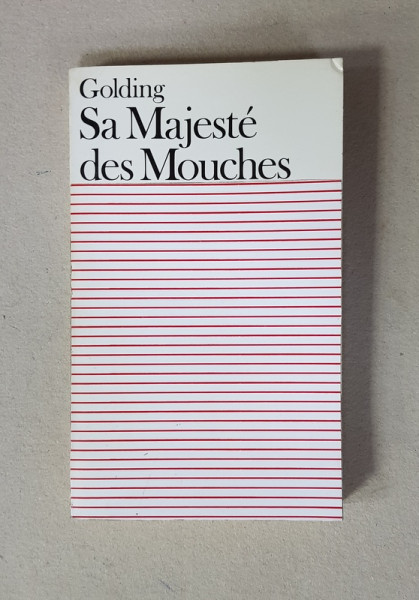 Golding
Sa Majesté
des Mouches